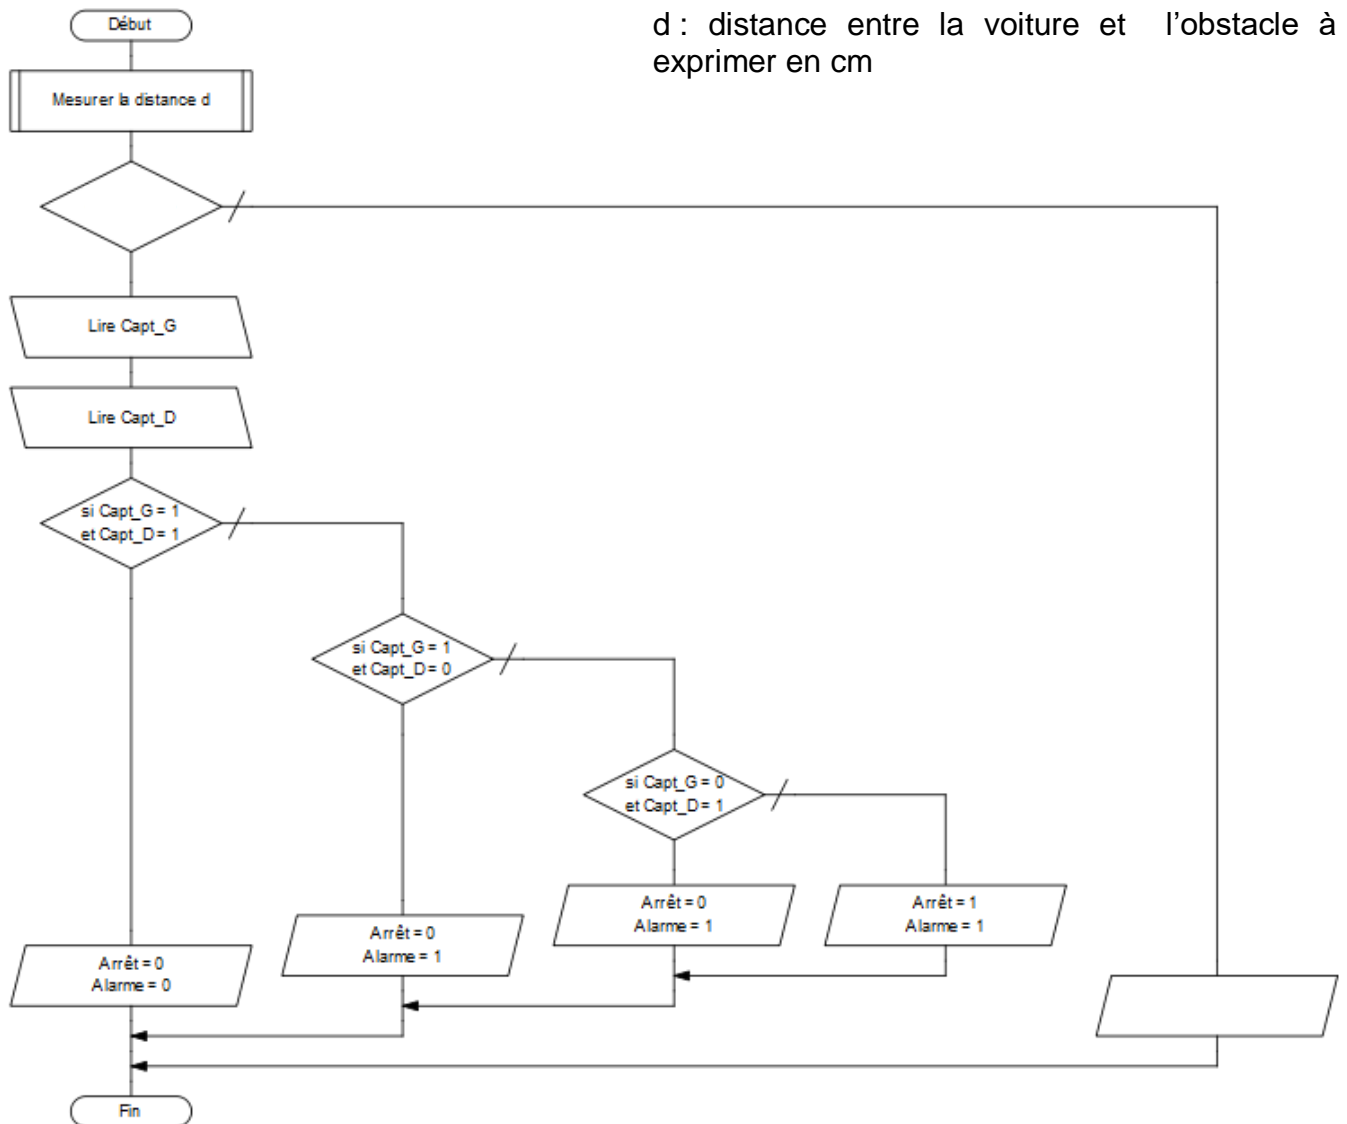 Début
d : distance entre la voiture et l'obstacle à
exprimer en cm
Mesurer la distance d
Lire Capt_G
Lire Capt_D
si Capt_G = 1
et Capt_D = 1
si Capt_G = 1
et Capt_D = 0
si Capt_G = 0
et Capt_D = 1
Arrêt = 0
Alarme = 1
Arrêt = 1
Alarme = 1
Arrêt = 0
Alarme = 1
Arrêt = 0
Alarme = 0
Fin